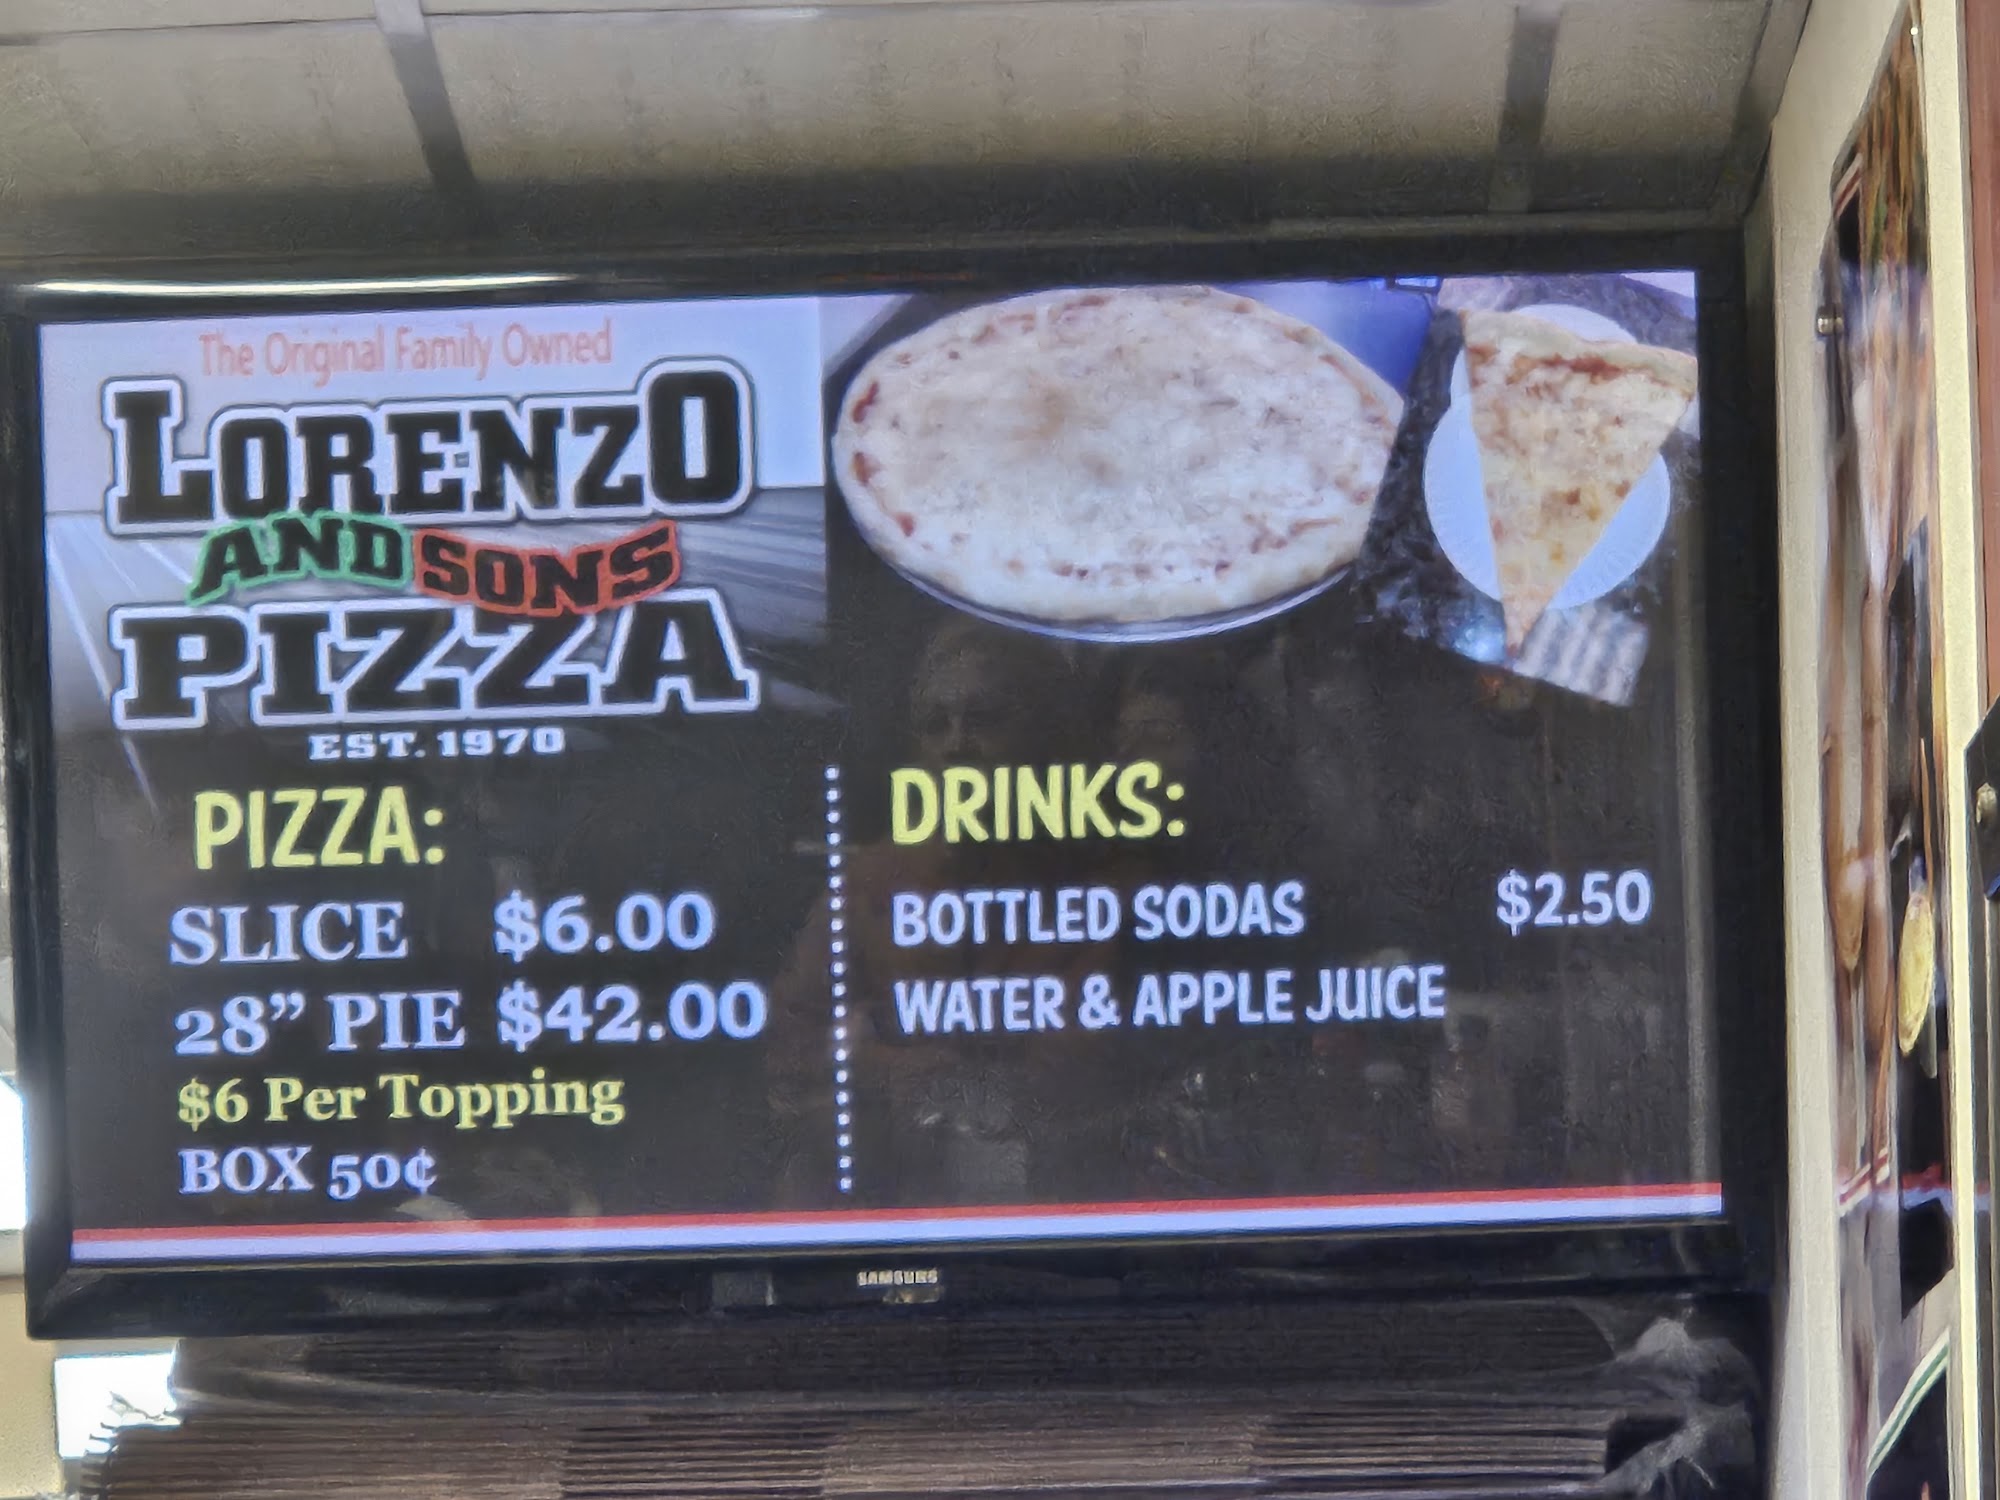 The Original Family Owned
LORENZO
AND SONS
PIZZA
EST. 1970
PIZZA:
SLICE $6.00
28” PIE $42.00
$6 Per Topping
BOX 50¢
DRINKS:
BOTTLED SODAS $2.50
WATER & APPLE JUICE
SAMSUNG